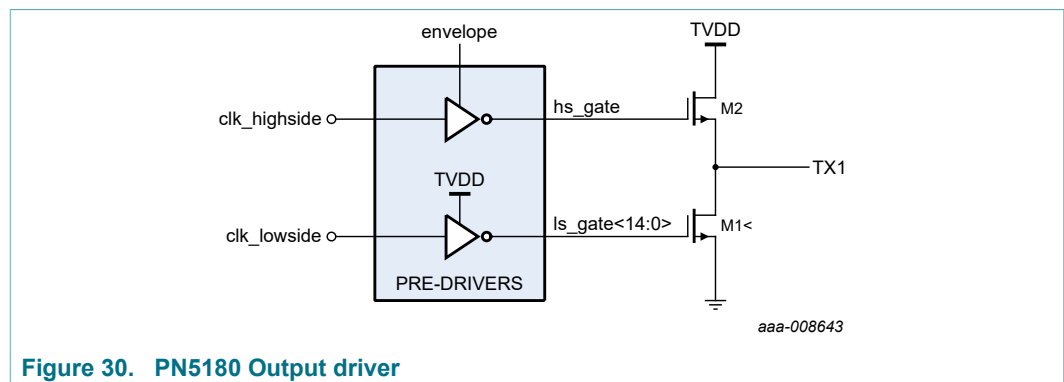 envelope
TVDD
clk_highside
hs_gate
M2
TX1
TVDD
clk_lowside
ls_gate<14:0>
M1<
PRE-DRIVERS
aaa-008643
Figure 30. PN5180 Output driver